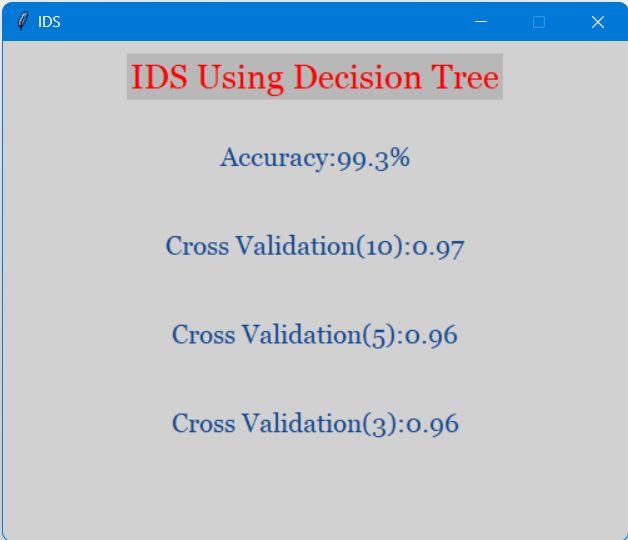 IDS
IDS Using Decision Tree
Accuracy:99.3%
Cross Validation(10):0.97
Cross Validation(5):0.96
Cross Validation(3):0.96